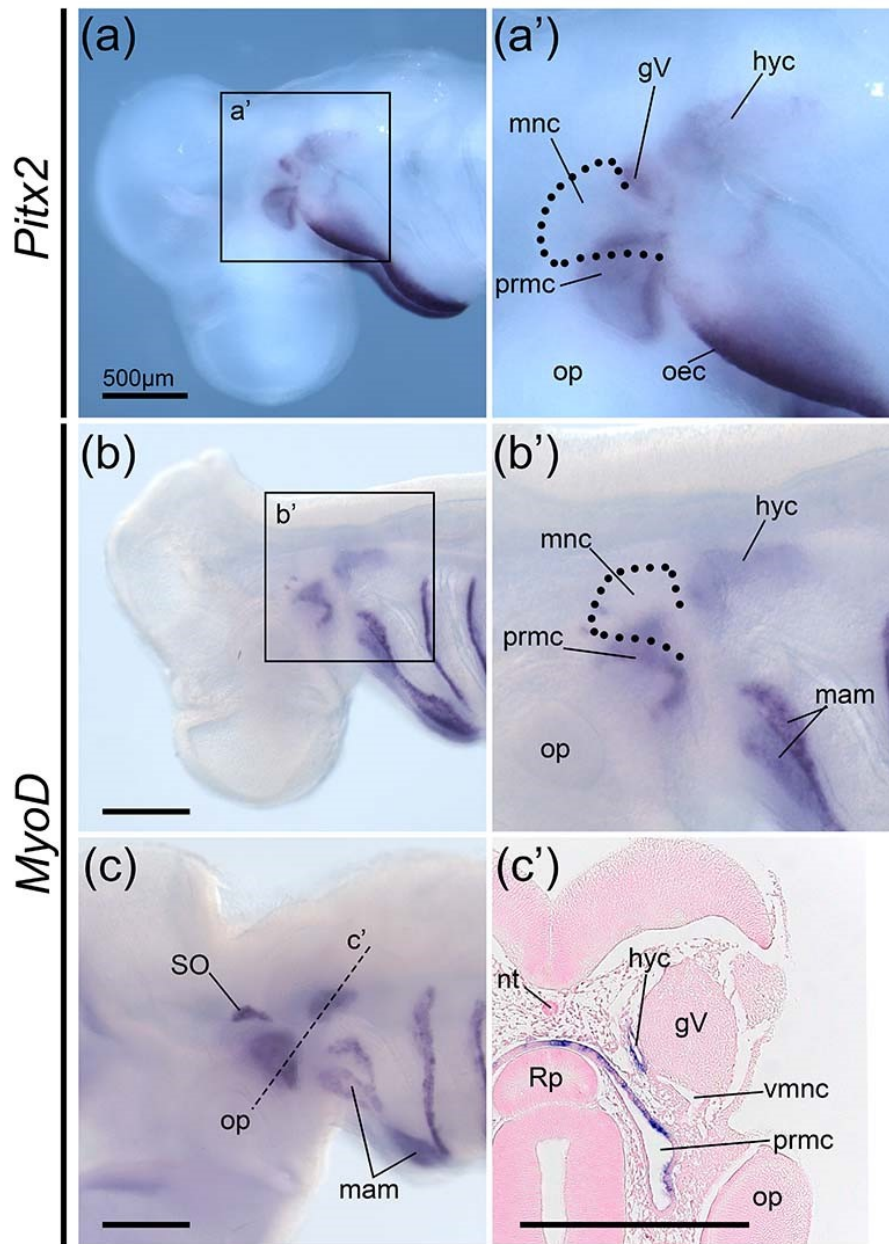 Pitx2
(a)
a'
500µm
(a')
gV
hyc
mnc
prmc
op
oec
MyoD
(b)
b'
(b')
hyc
mnc
prmc
mam
op
(c)
c'
SO
op
mam
(c')
hyc
nt
gV
Rp
vmnc
prmc
op